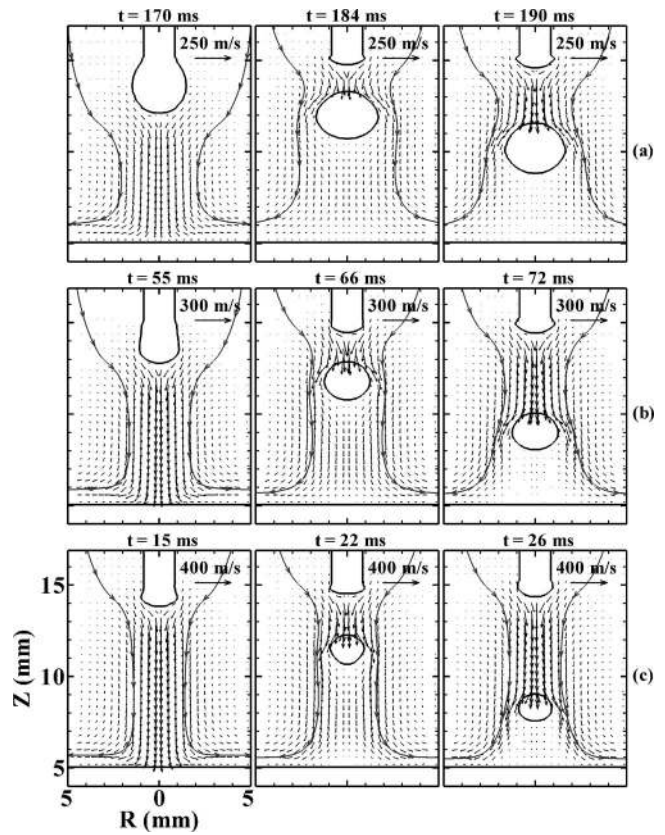 t = 170 ms t = 184 ms t = 190 ms
250 m/s 250 m/s 250 m/s
(a)
t = 55 ms t = 66 ms t = 72 ms
300 m/s 300 m/s 300 m/s
(b)
t = 15 ms t = 22 ms t = 26 ms
400 m/s 400 m/s 400 m/s
15
Z (mm)
10
(c)
5
5 0 5
R (mm)